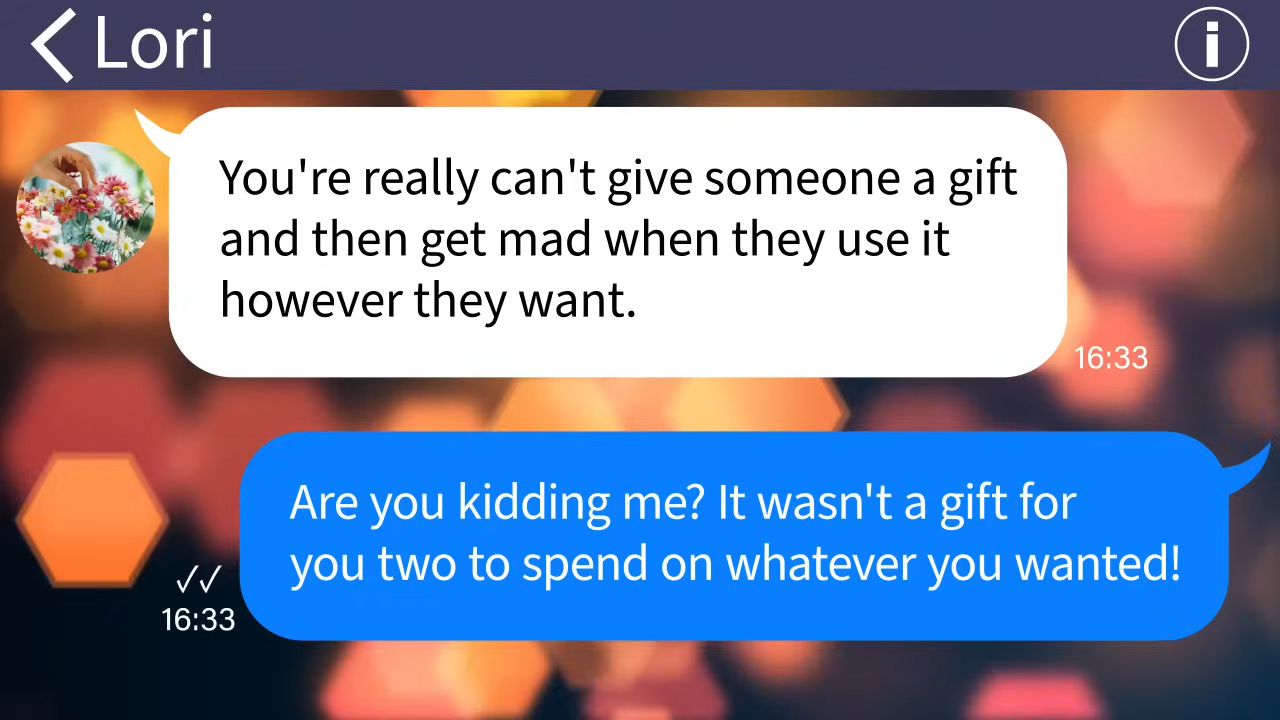 Lori
You're really can't give someone a gift
and then get mad when they use it
however they want.
16:33
Are you kidding me? It wasn't a gift for
you two to spend on whatever you wanted!
16:33